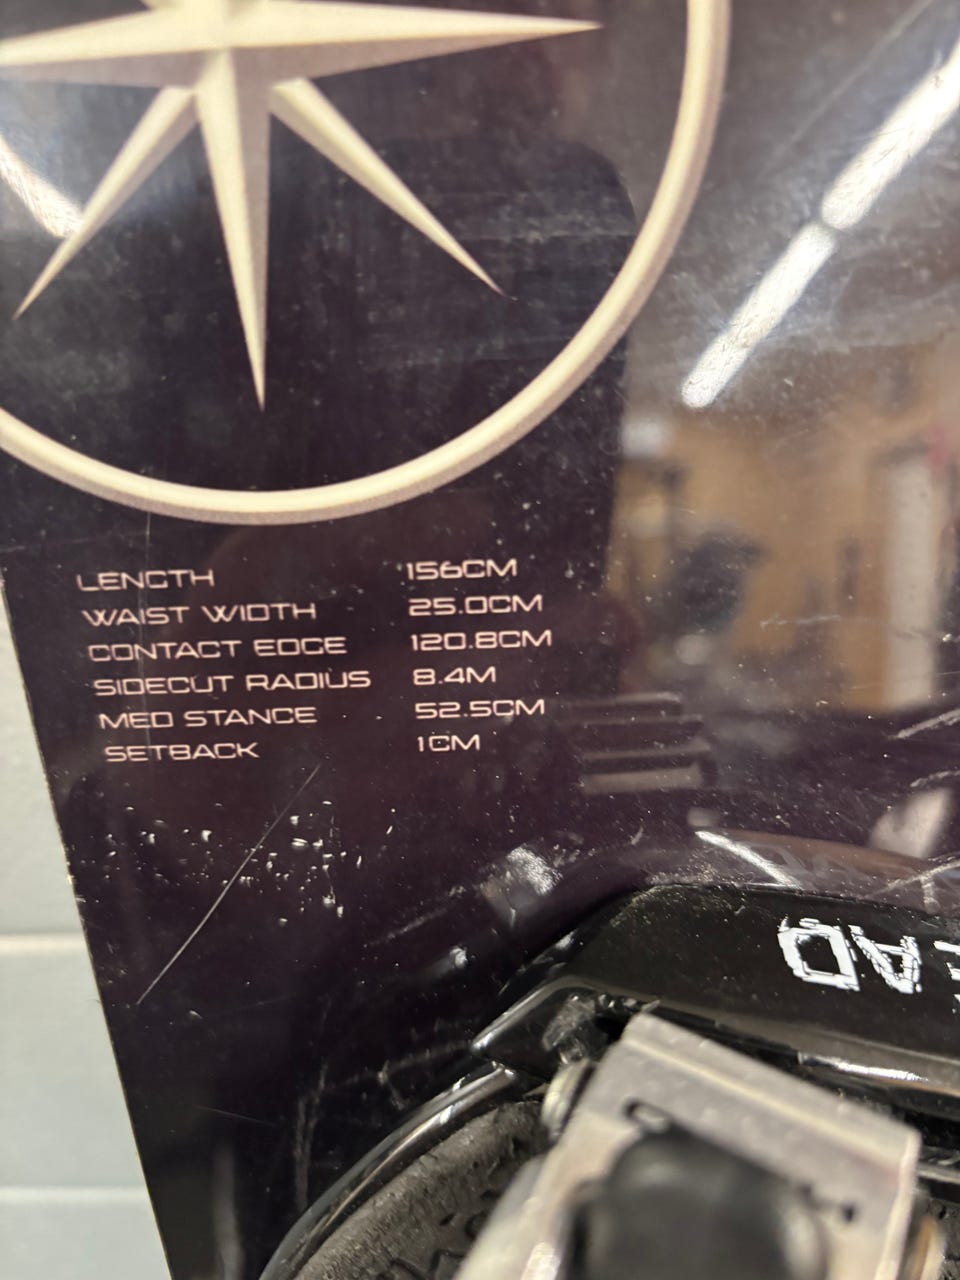 LENGTH 156CM
WAIST WIDTH 25.0CM
CONTACT EDGE 120.8CM
SIDECUT RADIUS 8.4M
MED STANCE 52.5CM
SETBACK 1CM